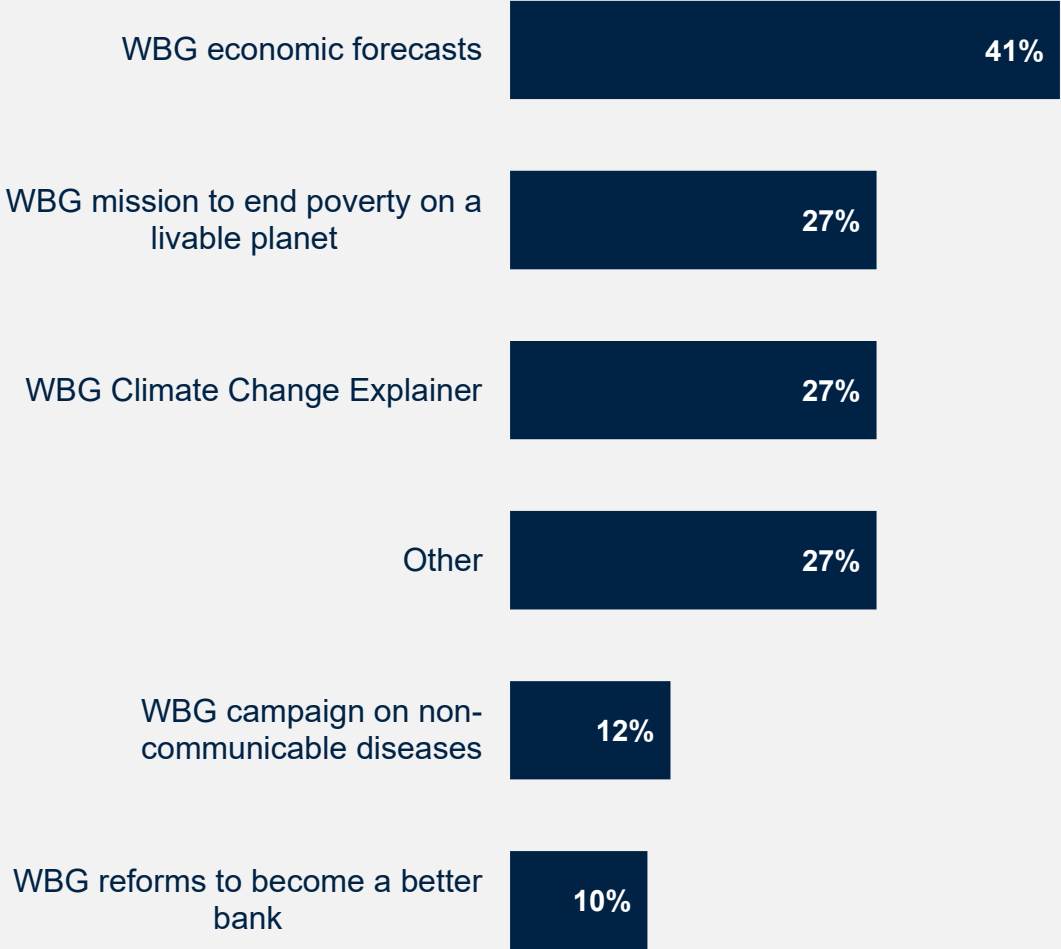 WBG economic forecasts
41%
WBG mission to end poverty on a
livable planet
27%
WBG Climate Change Explainer
27%
Other
27%
WBG campaign on non-
communicable diseases
12%
WBG reforms to become a better
bank
10%